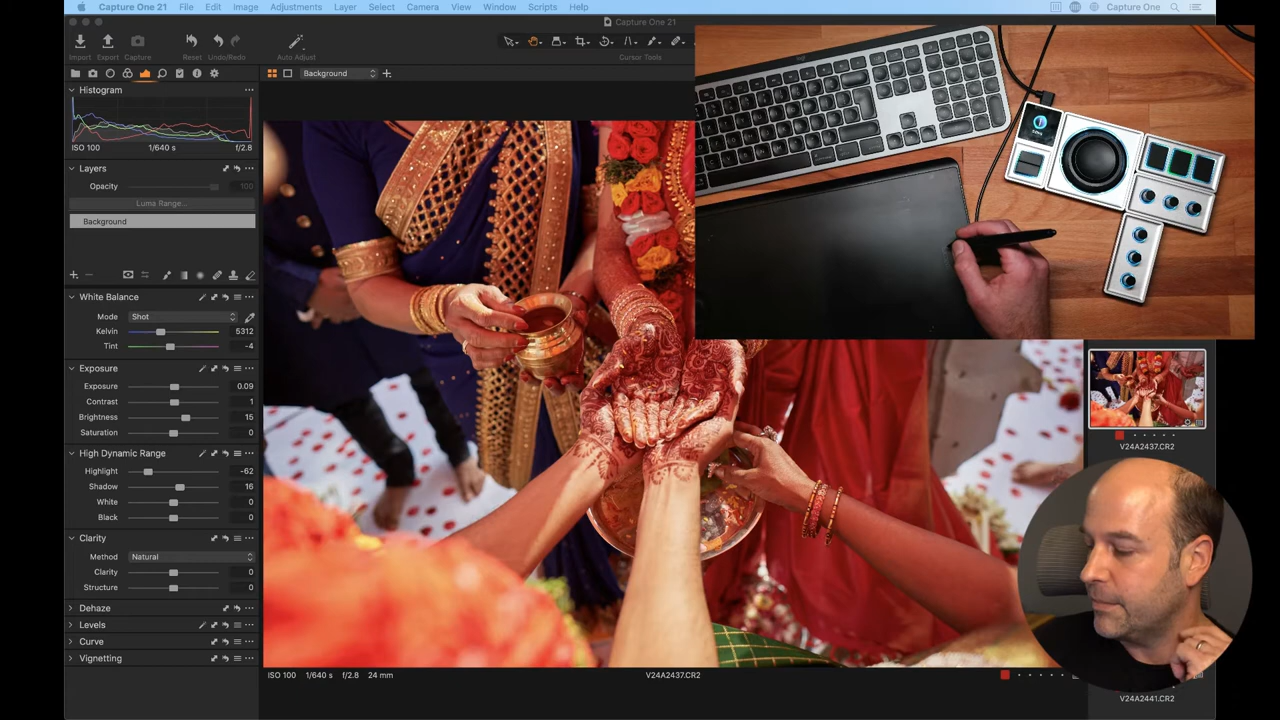 Capture One 21 File Edit Image Adjustments Layer Select Camera View Window Scripts Help Capture One
Capture One 21
Import Export Capture Reset Undo/Redo Auto Adjust Cursor Tools
Background
Histogram
ISO 100 1/640 s f/2.8
Layers
Opacity 100
Luma Range...
Background
White Balance
Mode Shot
Kelvin 5312
Tint -4
Exposure
Exposure 0.09
Contrast 1
Brightness 15
Saturation 0
High Dynamic Range
Highlight -62
Shadow 16
White 0
Black 0
Clarity
Method Natural
Clarity 0
Structure 0
Dehaze
Levels
Curve
Vignetting
ISO 100 1/640 s f/2.8 24 mm V24A2437.CR2
V24A2437.CR2
V24A2441.CR2